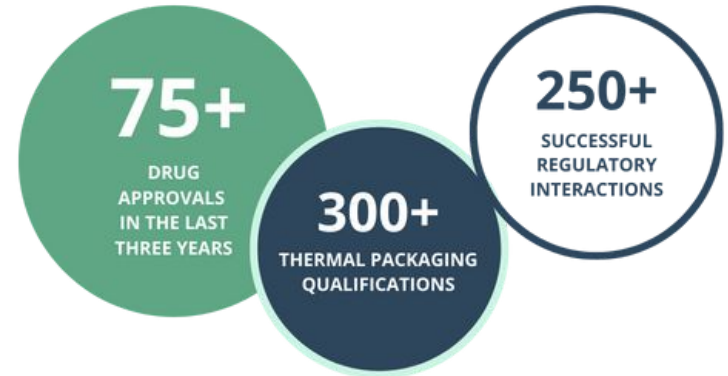 75+
DRUG
APPROVALS
IN THE LAST
THREE YEARS
300+
THERMAL PACKAGING
QUALIFICATIONS
250+
SUCCESSFUL
REGULATORY
INTERACTIONS